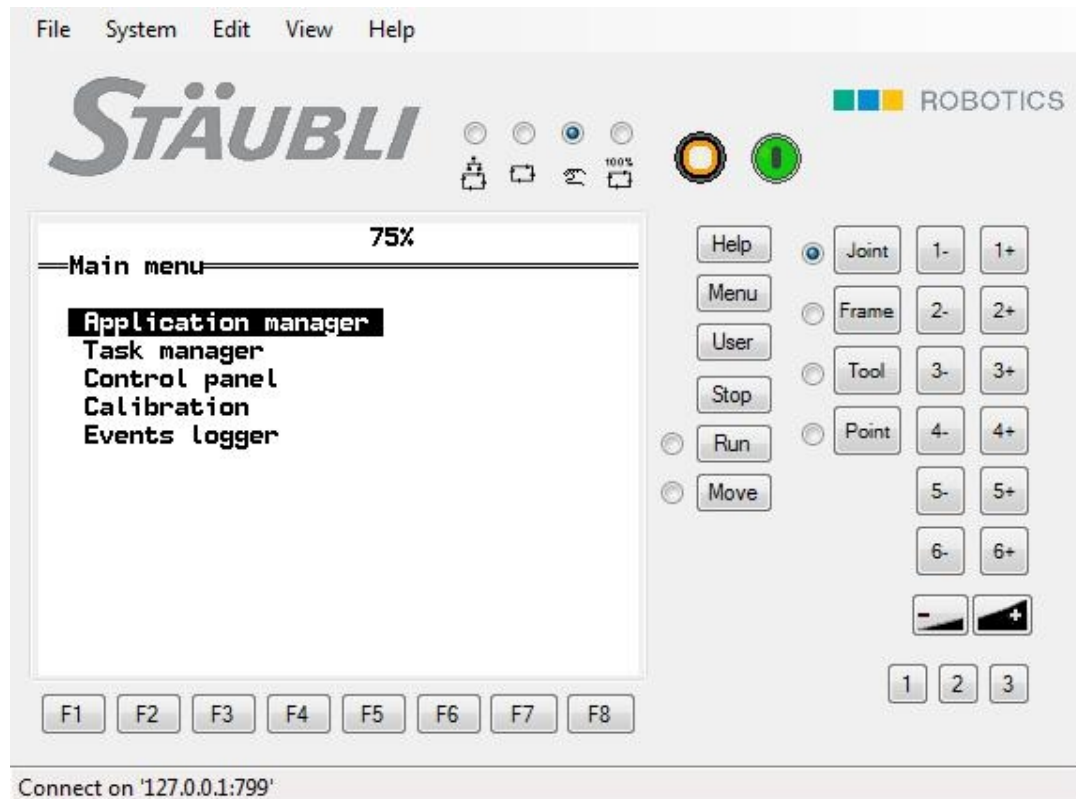 File System Edit View Help
STÄUBLI
ROBOTICS
100%
75%
Main menu
Application manager
Task manager
Control panel
Calibration
Events logger
Help
Menu
User
Stop
Run
Move
Joint 1- 1+
Frame 2- 2+
Tool 3- 3+
Point 4- 4+
5- 5+
6- 6+
- +
1 2 3
F1 F2 F3 F4 F5 F6 F7 F8
Connect on '127.0.0.1:799'